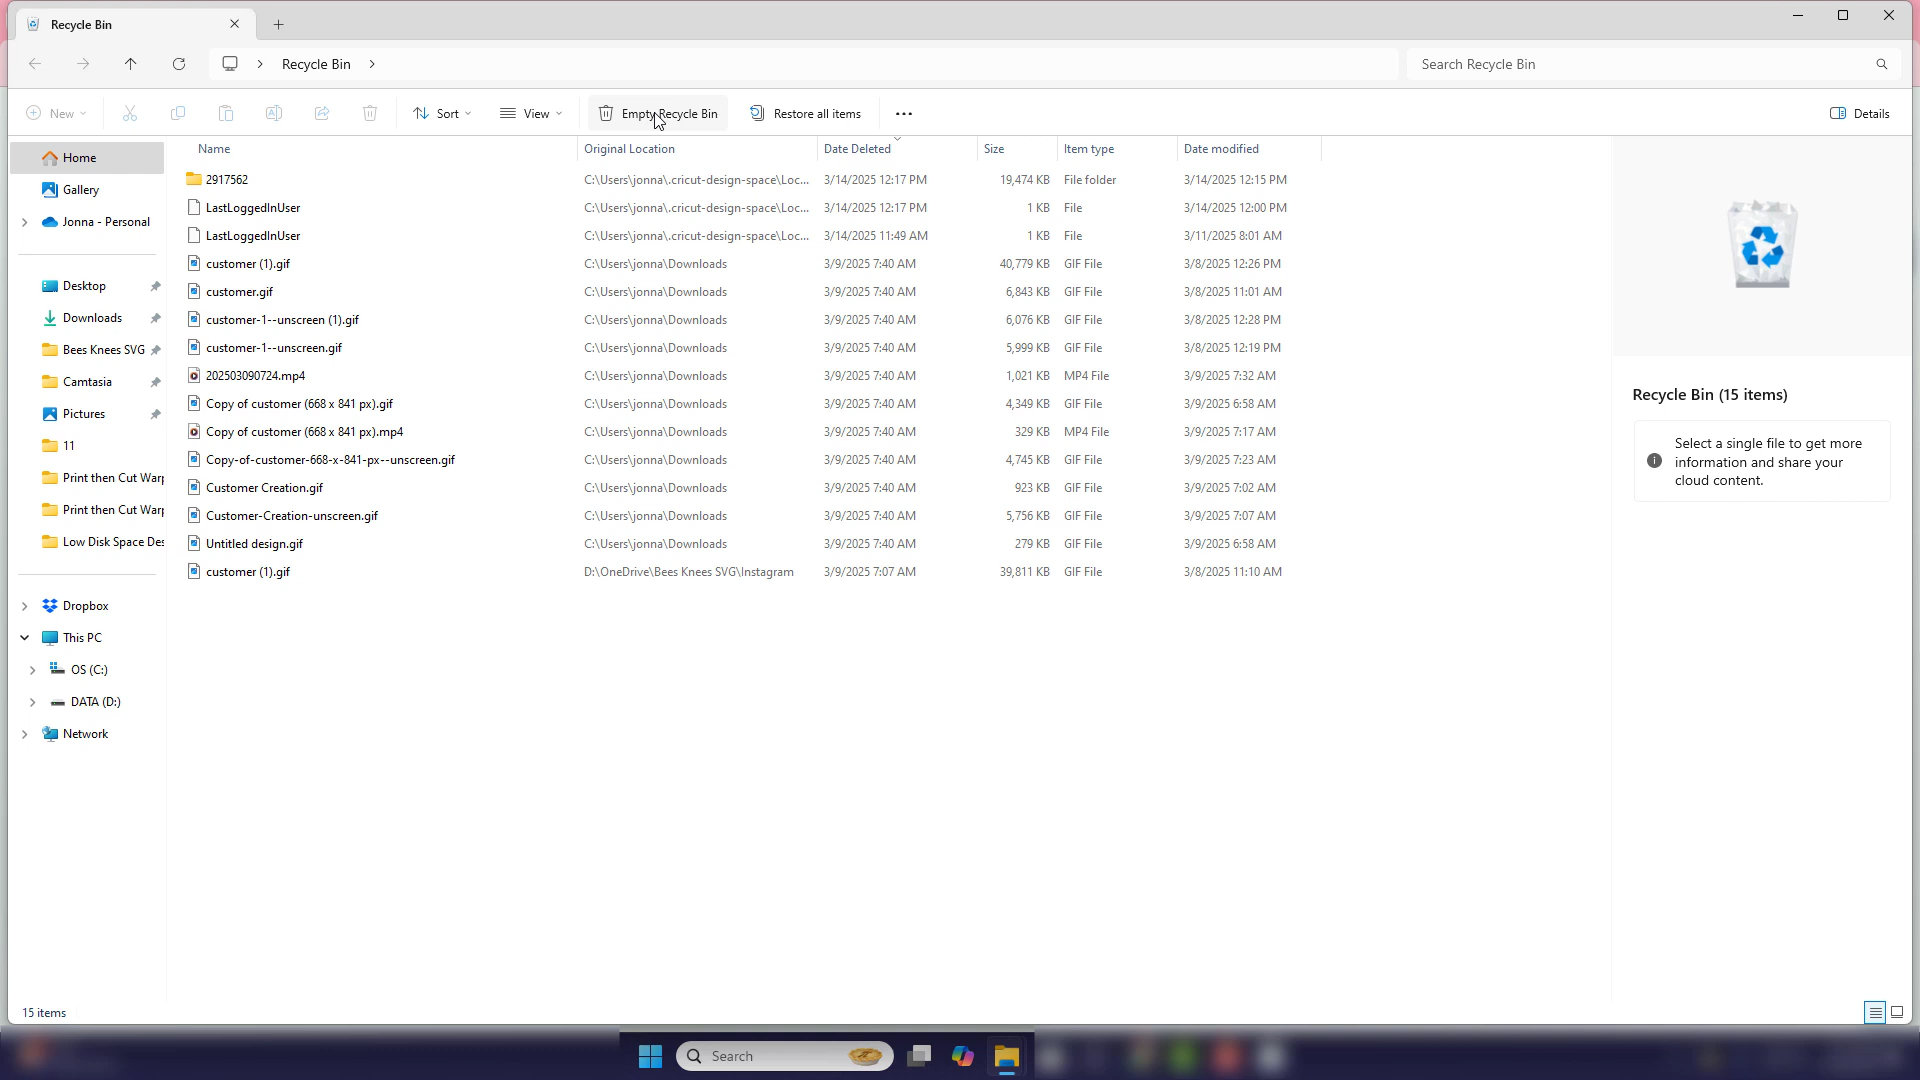 Recycle Bin
Recycle Bin
Search Recycle Bin
New
Sort
View
Empty Recycle Bin
Restore all items
Details
Home
Gallery
Jonna - Personal
Desktop
Downloads
Bees Knees SVG
Camtasia
Pictures
11
Print then Cut Warp
Print then Cut Warp
Low Disk Space Des
Dropbox
This PC
OS (C:)
DATA (D:)
Network
Name Original Location Date Deleted Size Item type Date modified
2917562 C:\Users\jonna\.cricut-design-space\Loc... 3/14/2025 12:17 PM 19,474 KB File folder 3/14/2025 12:15 PM
LastLoggedInUser C:\Users\jonna\.cricut-design-space\Loc... 3/14/2025 12:17 PM 1 KB File 3/14/2025 12:00 PM
LastLoggedInUser C:\Users\jonna\.cricut-design-space\Loc... 3/14/2025 11:49 AM 1 KB File 3/11/2025 8:01 AM
customer (1).gif C:\Users\jonna\Downloads 3/9/2025 7:40 AM 40,779 KB GIF File 3/8/2025 12:26 PM
customer.gif C:\Users\jonna\Downloads 3/9/2025 7:40 AM 6,843 KB GIF File 3/8/2025 11:01 AM
customer-1--unscreen (1).gif C:\Users\jonna\Downloads 3/9/2025 7:40 AM 6,076 KB GIF File 3/8/2025 12:28 PM
customer-1--unscreen.gif C:\Users\jonna\Downloads 3/9/2025 7:40 AM 5,999 KB GIF File 3/8/2025 12:19 PM
202503090724.mp4 C:\Users\jonna\Downloads 3/9/2025 7:40 AM 1,021 KB MP4 File 3/9/2025 7:32 AM
Copy of customer (668 x 841 px).gif C:\Users\jonna\Downloads 3/9/2025 7:40 AM 4,349 KB GIF File 3/9/2025 6:58 AM
Copy of customer (668 x 841 px).mp4 C:\Users\jonna\Downloads 3/9/2025 7:40 AM 329 KB MP4 File 3/9/2025 7:17 AM
Copy-of-customer-668-x-841-px--unscreen.gif C:\Users\jonna\Downloads 3/9/2025 7:40 AM 4,745 KB GIF File 3/9/2025 7:23 AM
Customer Creation.gif C:\Users\jonna\Downloads 3/9/2025 7:40 AM 923 KB GIF File 3/9/2025 7:02 AM
Customer-Creation-unscreen.gif C:\Users\jonna\Downloads 3/9/2025 7:40 AM 5,756 KB GIF File 3/9/2025 7:07 AM
Untitled design.gif C:\Users\jonna\Downloads 3/9/2025 7:40 AM 279 KB GIF File 3/9/2025 6:58 AM
customer (1).gif D:\OneDrive\Bees Knees SVG\Instagram 3/9/2025 7:07 AM 39,811 KB GIF File 3/8/2025 11:10 AM
Recycle Bin (15 items)
Select a single file to get more
information and share your
cloud content.
15 items
Search